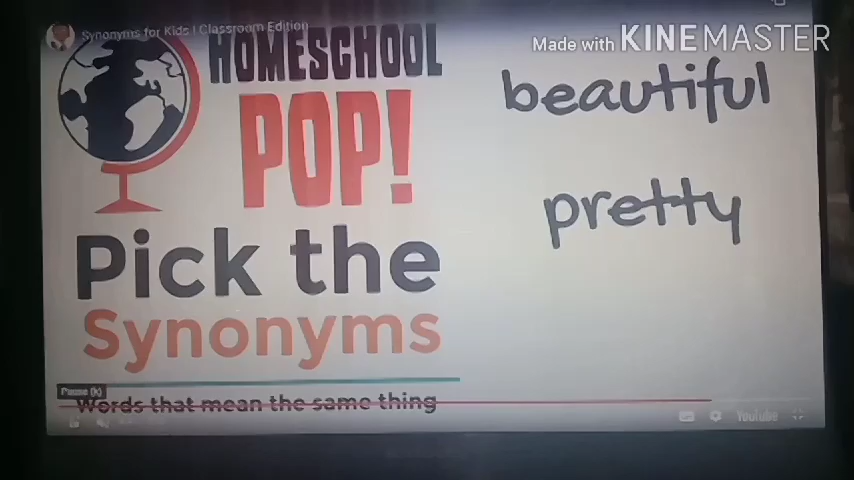 Synonyms for Kids | Classroom Edition
Made with KINEMASTER
HOMESCHOOL
POP!
beautiful
pretty
Pick the
Synonyms
Pause (k)
Words that mean the same thing
YouTube